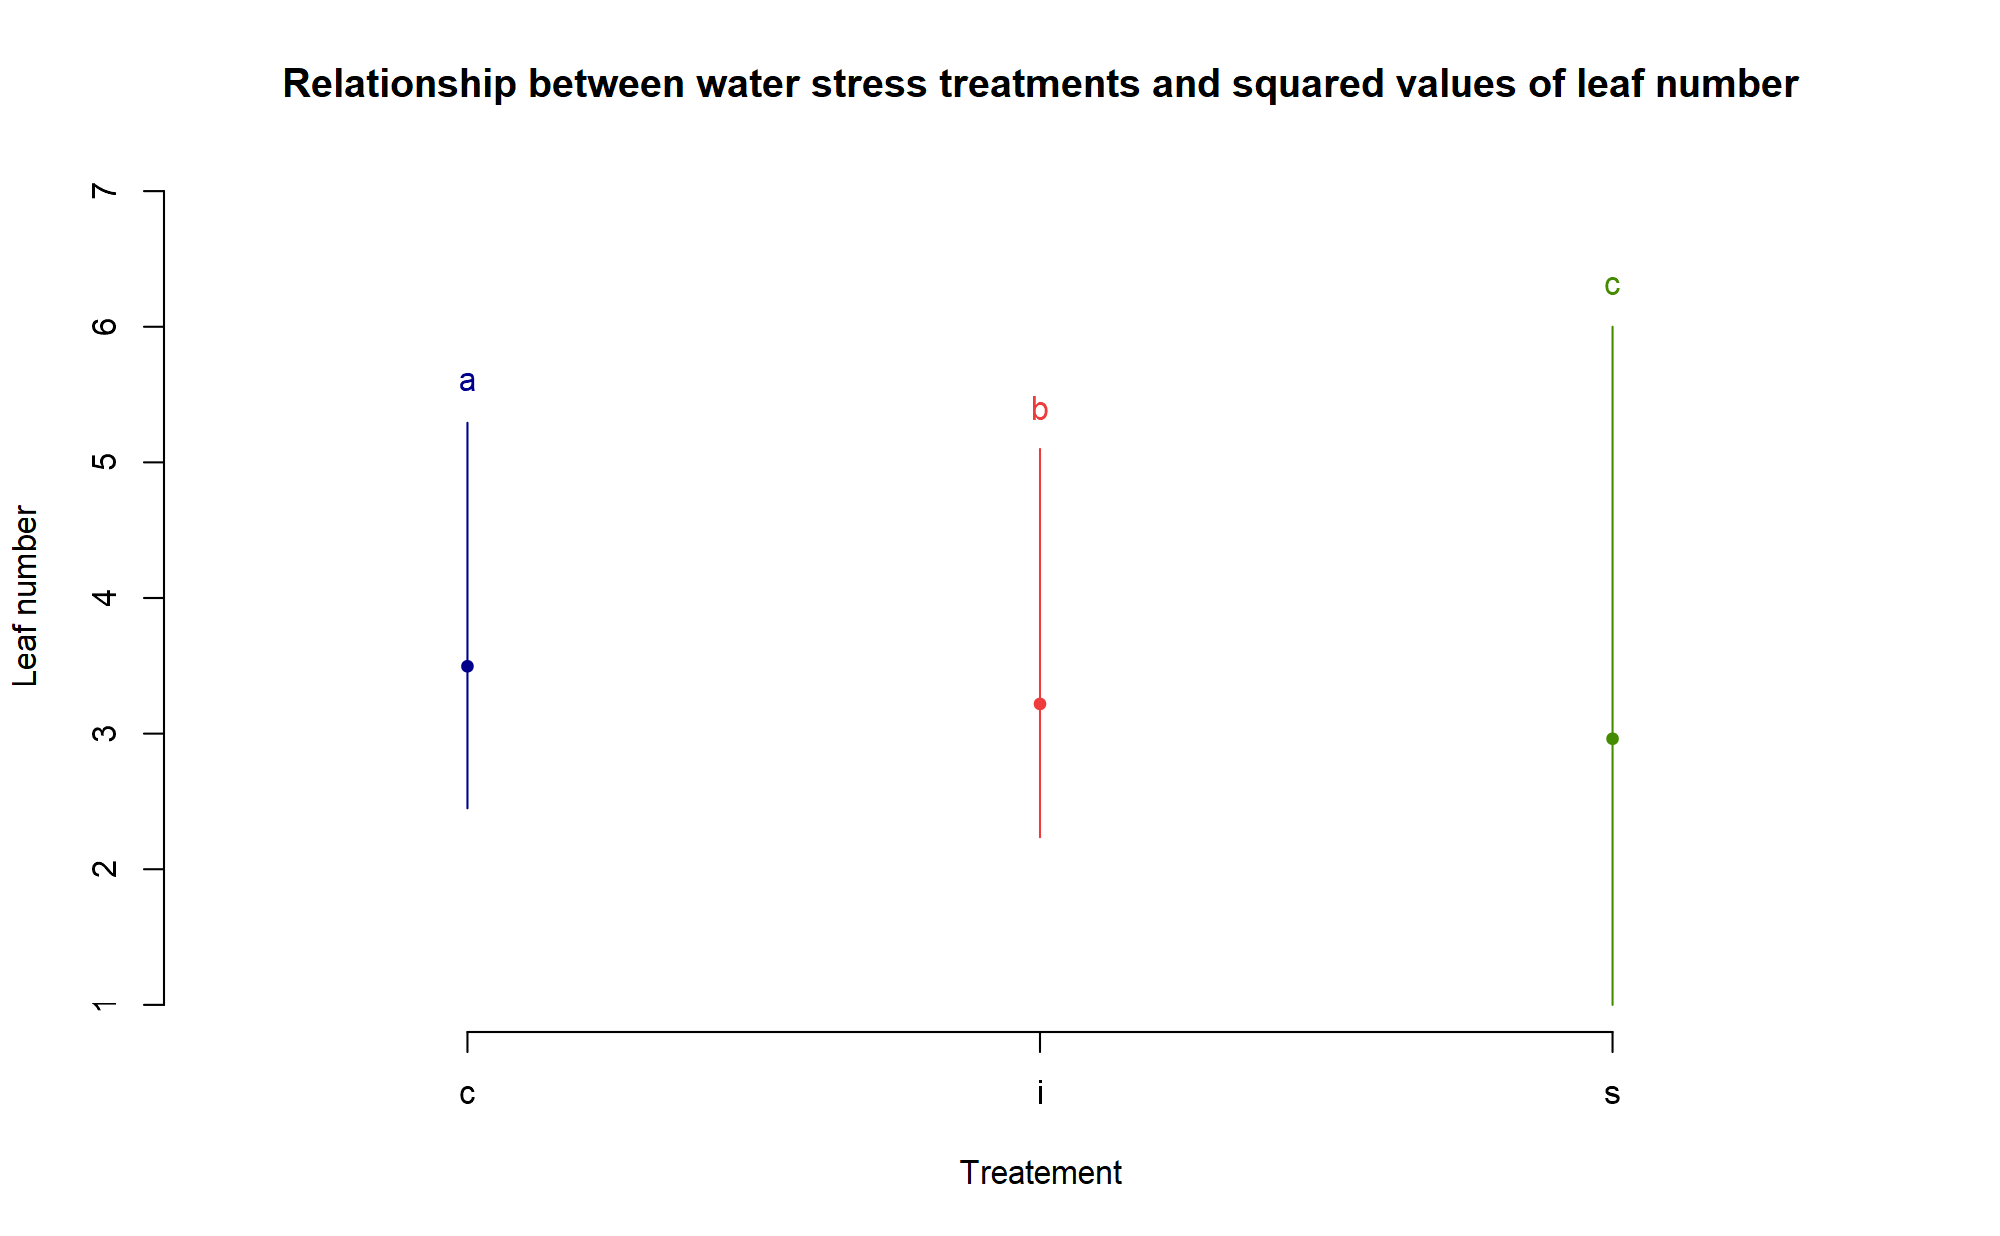 Relationship between water stress treatments and squared values of leaf number
7
6
5
4
3
2
1
Leaf number
a
b
c
c
i
s
Treatement